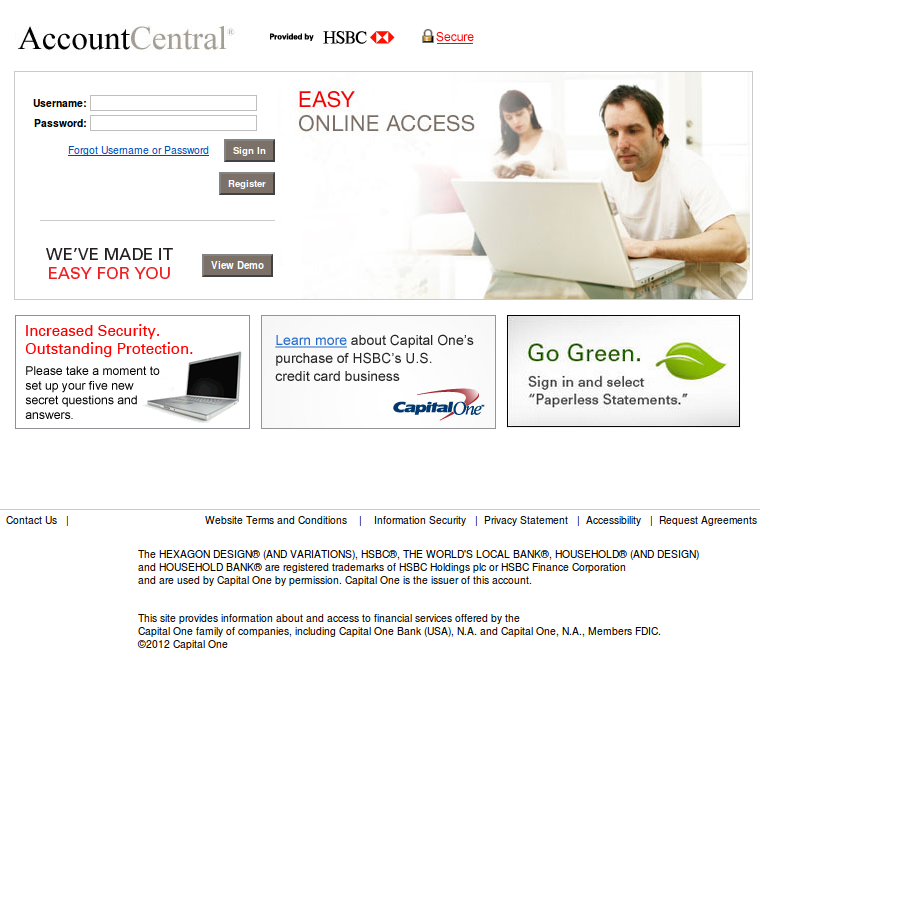 AccountCentral®
Provided by HSBC
Secure
Username:
Password:
Forgot Username or Password
Sign In
Register
WE'VE MADE IT
EASY FOR YOU
View Demo
EASY
ONLINE ACCESS
Increased Security.
Outstanding Protection.
Please take a moment to
set up your five new
secret questions and
answers.
Learn more about Capital One's
purchase of HSBC's U.S.
credit card business
CapitalOne
Go Green.
Sign in and select
“Paperless Statements.”
Contact Us |
Website Terms and Conditions | Information Security | Privacy Statement | Accessibility | Request Agreements
The HEXAGON DESIGN® (AND VARIATIONS), HSBC®, THE WORLD'S LOCAL BANK®, HOUSEHOLD® (AND DESIGN)
and HOUSEHOLD BANK® are registered trademarks of HSBC Holdings plc or HSBC Finance Corporation
and are used by Capital One by permission. Capital One is the issuer of this account.
This site provides information about and access to financial services offered by the
Capital One family of companies, including Capital One Bank (USA), N.A. and Capital One, N.A., Members FDIC.
©2012 Capital One